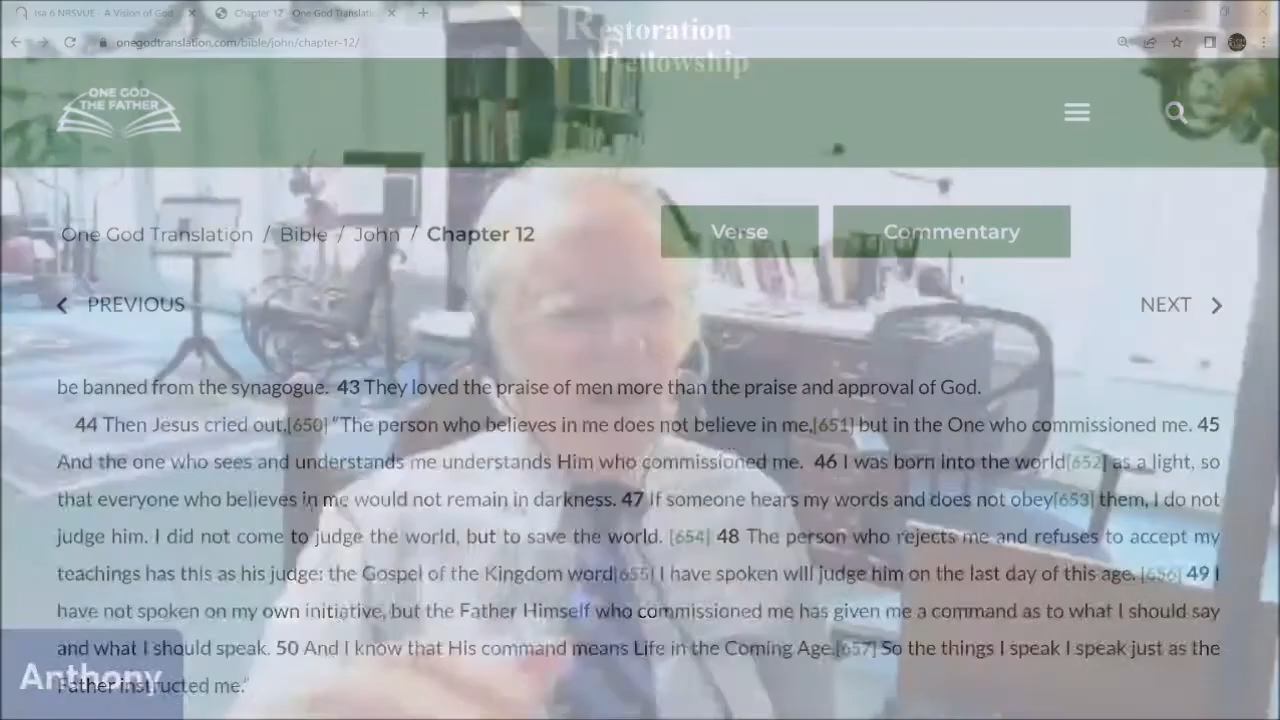 Isa 6 NRSVUE - A Vision of God
Chapter 12 - One God Translatio
Restoration
Fellowship
onegodtranslation.com/bible/john/chapter-12/
ONE GOD
THE FATHER
One God Translation / Bible / John / Chapter 12
Verse
Commentary
PREVIOUS
NEXT
be banned from the synagogue. 43 They loved the praise of men more than the praise and approval of God.
44 Then Jesus cried out,[650] “The person who believes in me does not believe in me,[651] but in the One who commissioned me. 45
And the one who sees and understands me understands Him who commissioned me. 46 I was born into the world[652] as a light, so
that everyone who believes in me would not remain in darkness. 47 If someone hears my words and does not obey[653] them, I do not
judge him. I did not come to judge the world, but to save the world. [654] 48 The person who rejects me and refuses to accept my
teachings has this as his judge: the Gospel of the Kingdom word[655] I have spoken will judge him on the last day of this age. [656] 49 I
have not spoken on my own initiative, but the Father Himself who commissioned me has given me a command as to what I should say
and what I should speak. 50 And I know that His command means Life in the Coming Age.[657] So the things I speak I speak just as the
Father instructed me.”
Anthony